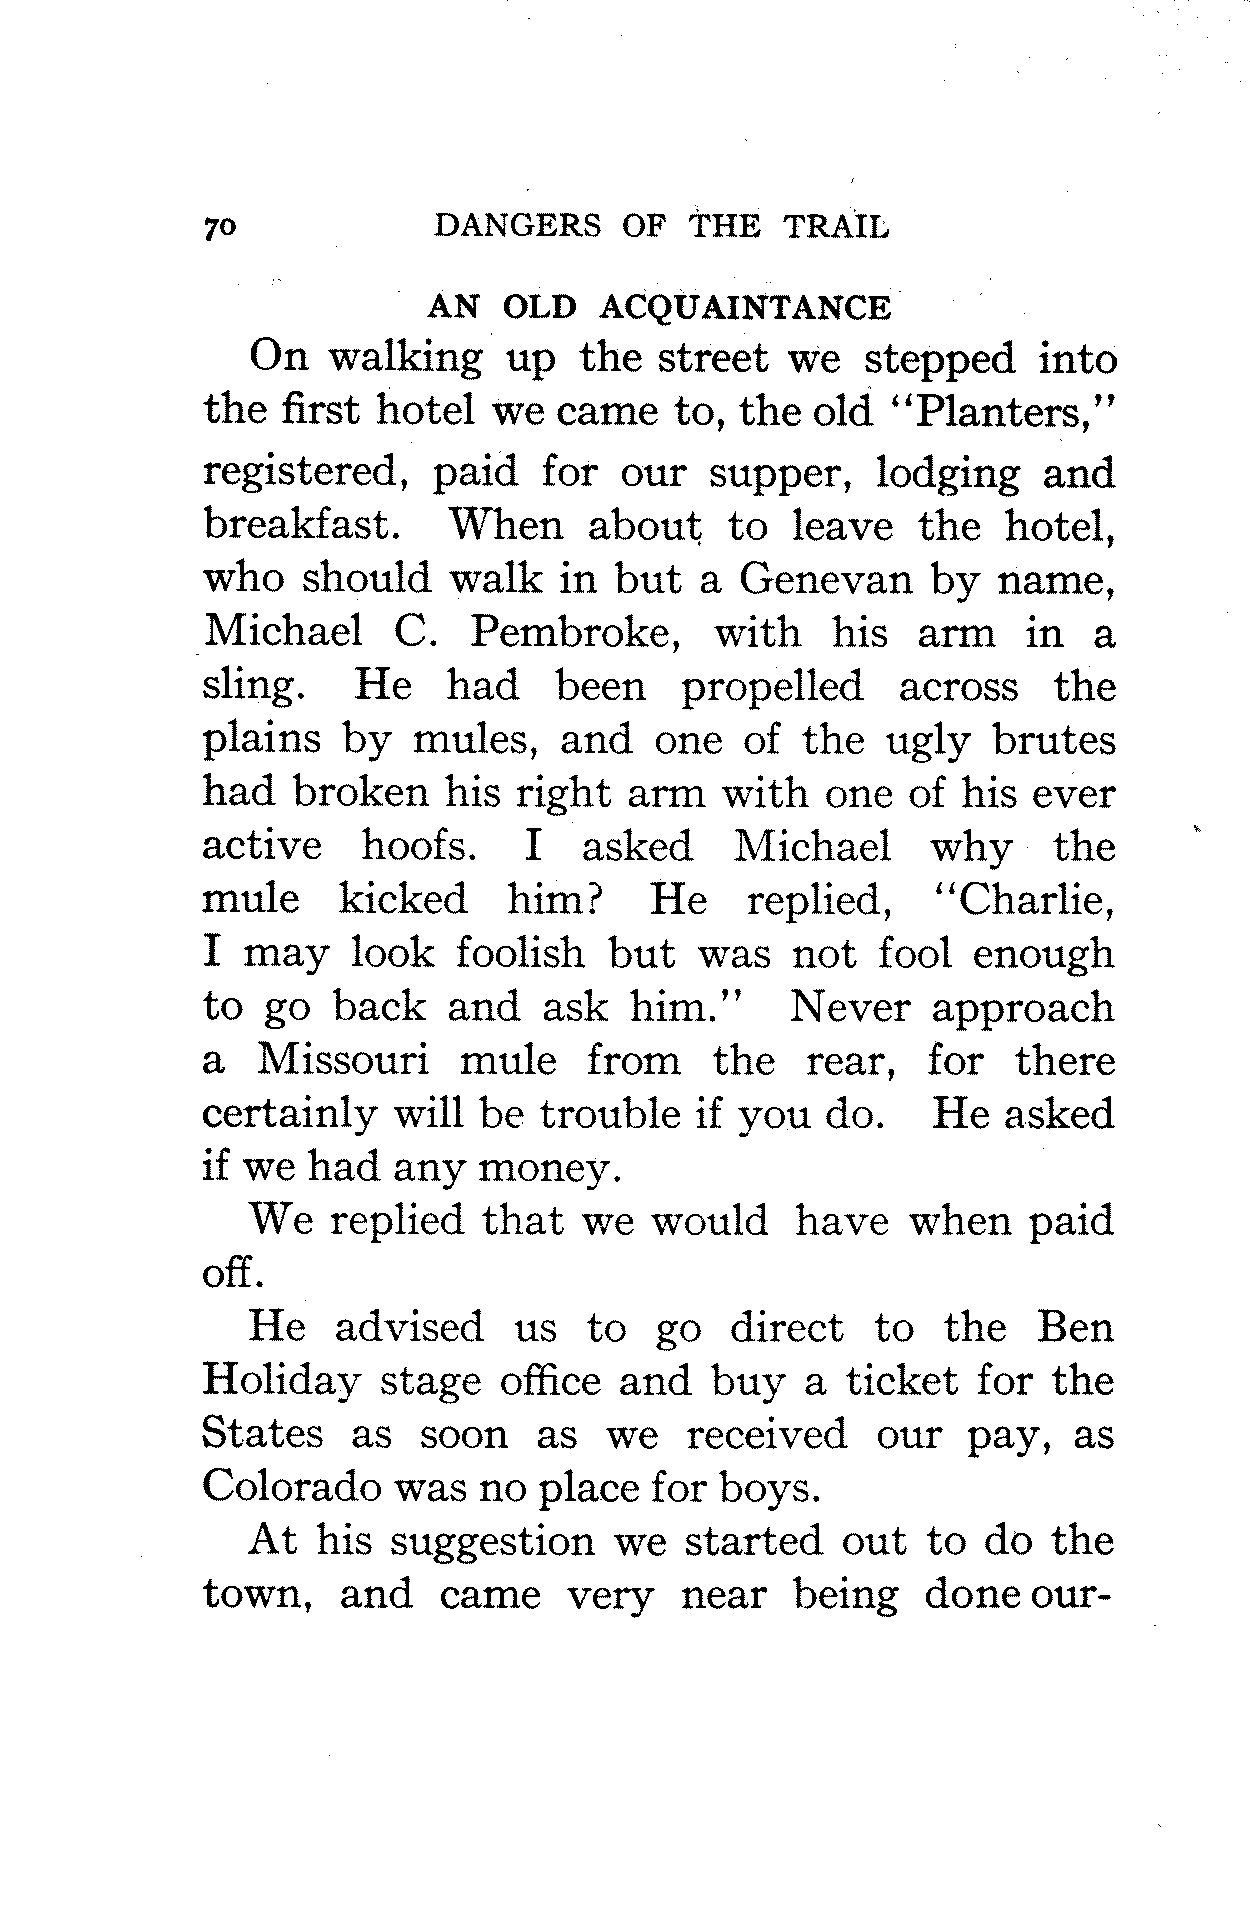 70 DANGERS OF THE TRAIL
AN OLD ACQUAINTANCE
On walking up the street we stepped into
the first hotel we came to, the old "Planters,"
registered, paid for our supper, lodging and
breakfast. When about to leave the hotel,
who should walk in but a Genevan by name,
Michael C. Pembroke, with his arm in a
sling. He had been propelled across the
plains by mules, and one of the ugly brutes
had broken his right arm with one of his ever
active hoofs. I asked Michael why the
mule kicked him? He replied, "Charlie,
I may look foolish but was not fool enough
to go back and ask him." Never approach
a Missouri mule from the rear, for there
certainly will be trouble if you do. He asked
if we had any money.
We replied that we would have when paid
off.
He advised us to go direct to the Ben
Holiday stage office and buy a ticket for the
States as soon as we received our pay, as
Colorado was no place for boys.
At his suggestion we started out to do the
town, and came very near being done our-